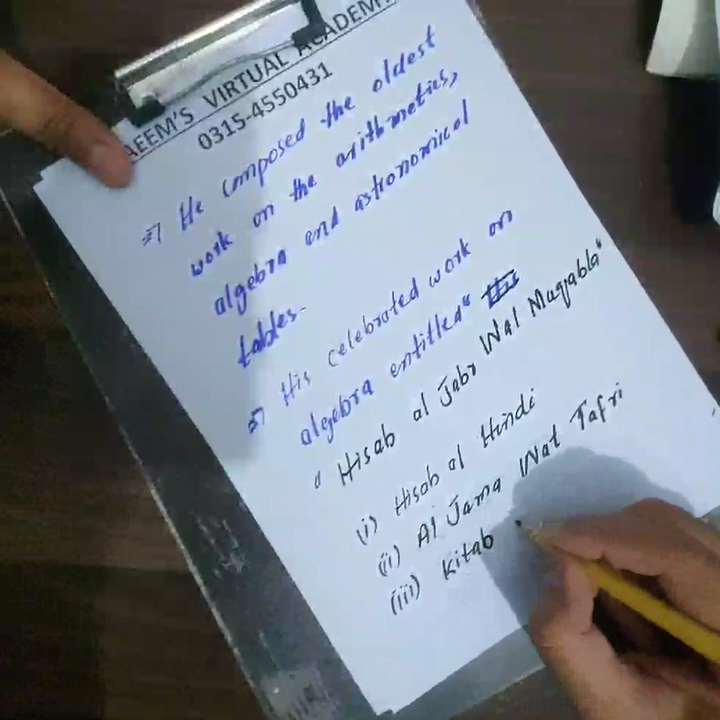 AEEM'S VIRTUAL ACADEMY
0315-4550431
⇒ He composed the oldest
work on the arithmetics,
algebra and astronomical
tables.
⇒ His celebrated work on
algebra entitled"
" Hisab al Jabr Wal Muqabla"
(i) Hisab al Hindi
(ii) Al Jama Wat Tafri
(iii) Kitab